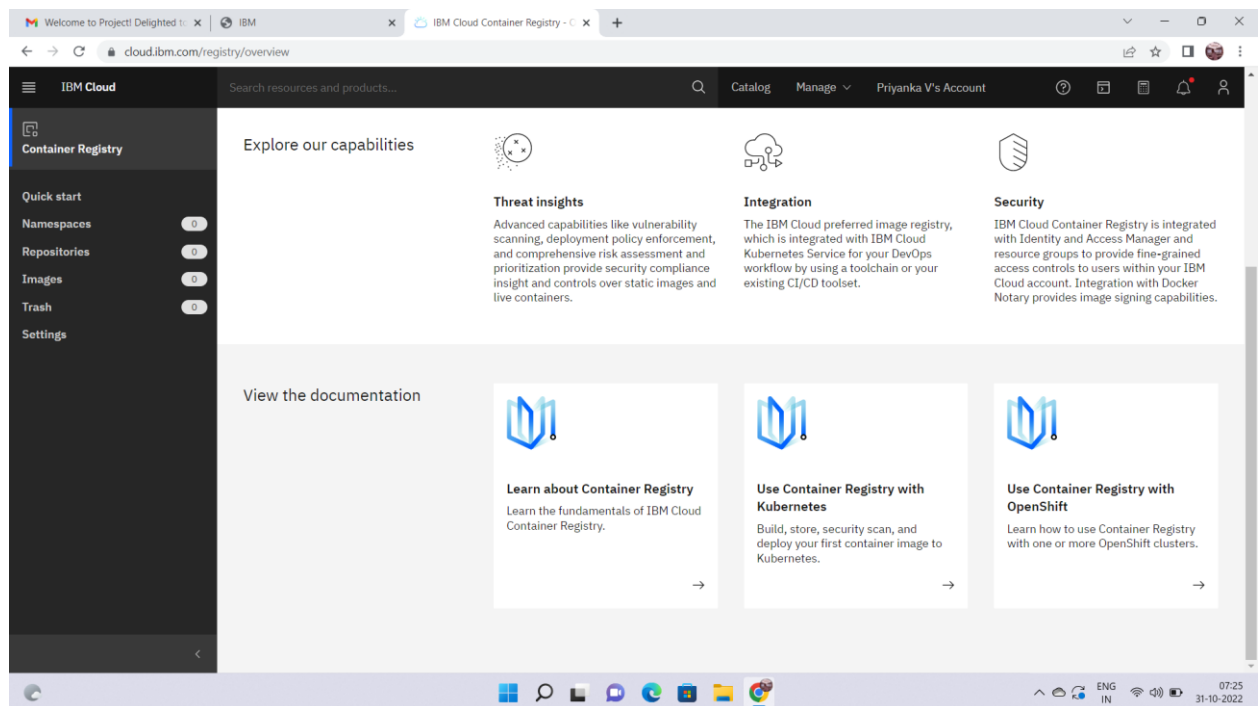 Welcome to Project! Delighted to
IBM
IBM Cloud Container Registry - O
cloud.ibm.com/registry/overview
IBM Cloud
Search resources and products...
Catalog
Manage
Priyanka V's Account
Container Registry
Quick start
Namespaces 0
Repositories 0
Images 0
Trash 0
Settings
Explore our capabilities
Threat insights
Advanced capabilities like vulnerability
scanning, deployment policy enforcement,
and comprehensive risk assessment and
prioritization provide security compliance
insight and controls over static images and
live containers.
Integration
The IBM Cloud preferred image registry,
which is integrated with IBM Cloud
Kubernetes Service for your DevOps
workflow by using a toolchain or your
existing CI/CD toolset.
Security
IBM Cloud Container Registry is integrated
with Identity and Access Manager and
resource groups to provide fine-grained
access controls to users within your IBM
Cloud account. Integration with Docker
Notary provides image signing capabilities.
View the documentation
Learn about Container Registry
Learn the fundamentals of IBM Cloud
Container Registry.
Use Container Registry with
Kubernetes
Build, store, security scan, and
deploy your first container image to
Kubernetes.
Use Container Registry with
OpenShift
Learn how to use Container Registry
with one or more OpenShift clusters.
ENG
IN
07:25
31-10-2022